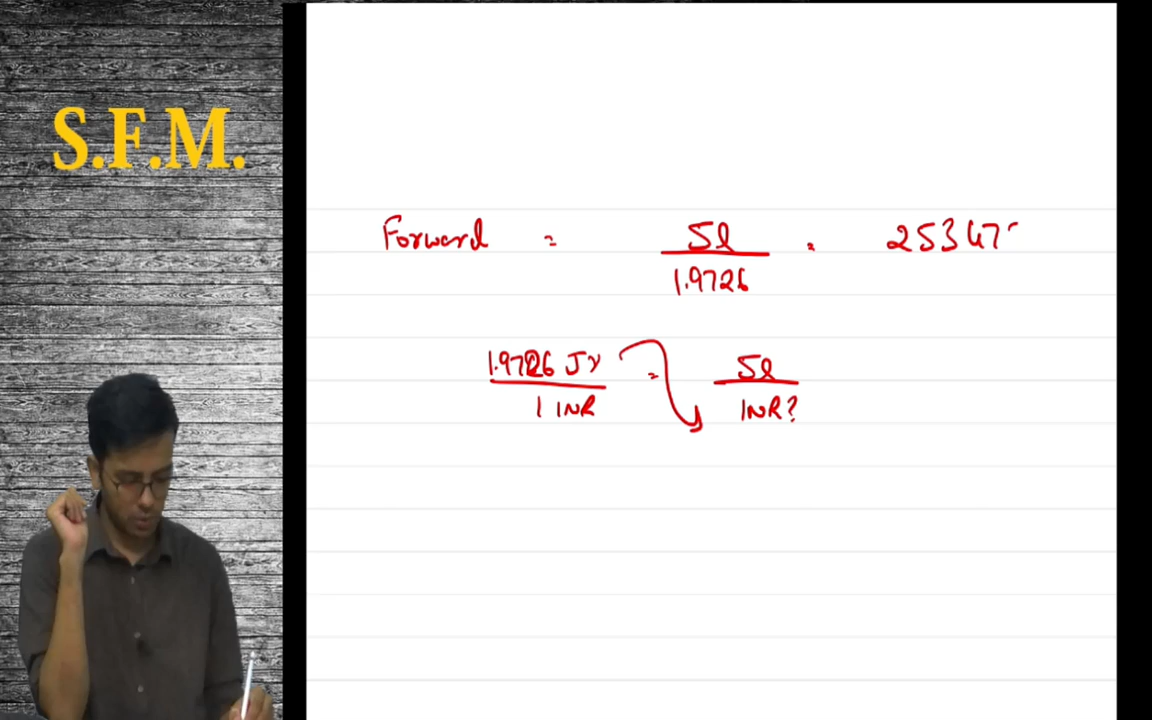 S.F.M.
Forward = 5l = 25347
1.9726
1.9726 JY = 5l
1 INR INR?